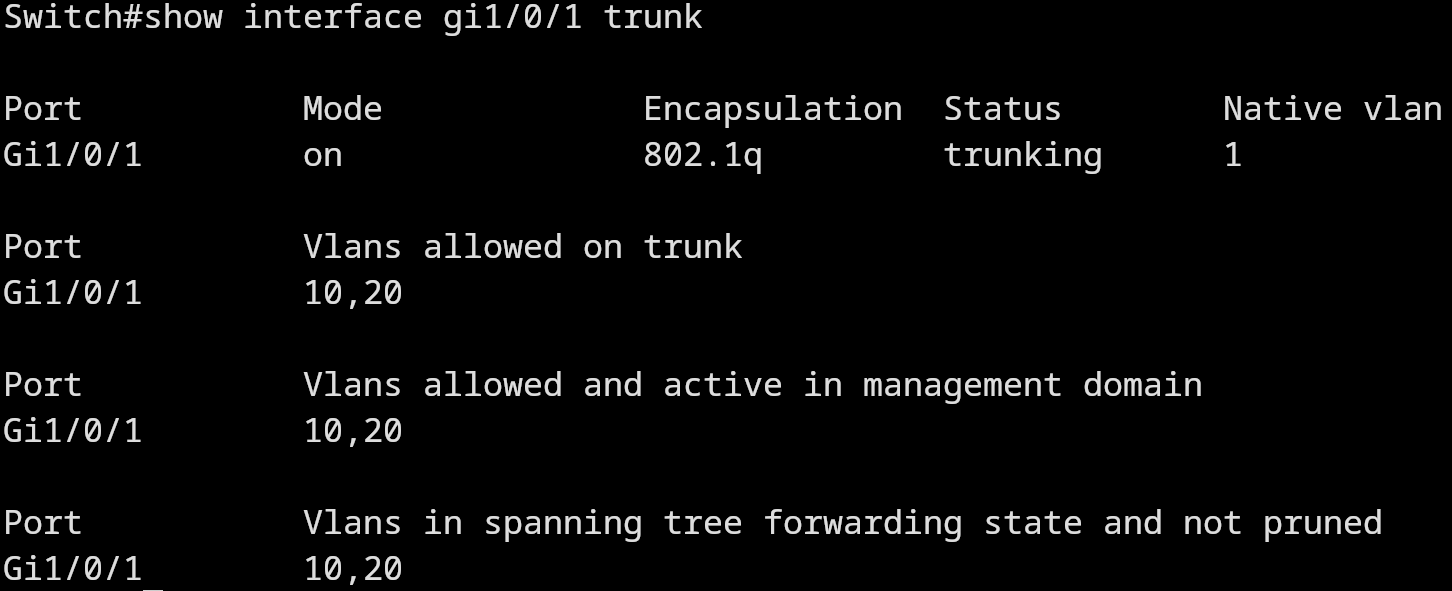 Switch#show interface gi1/0/1 trunk
Port Mode Encapsulation Status Native vlan
Gi1/0/1 on 802.1q trunking 1
Port Vlans allowed on trunk
Gi1/0/1 10,20
Port Vlans allowed and active in management domain
Gi1/0/1 10,20
Port Vlans in spanning tree forwarding state and not pruned
Gi1/0/1 10,20